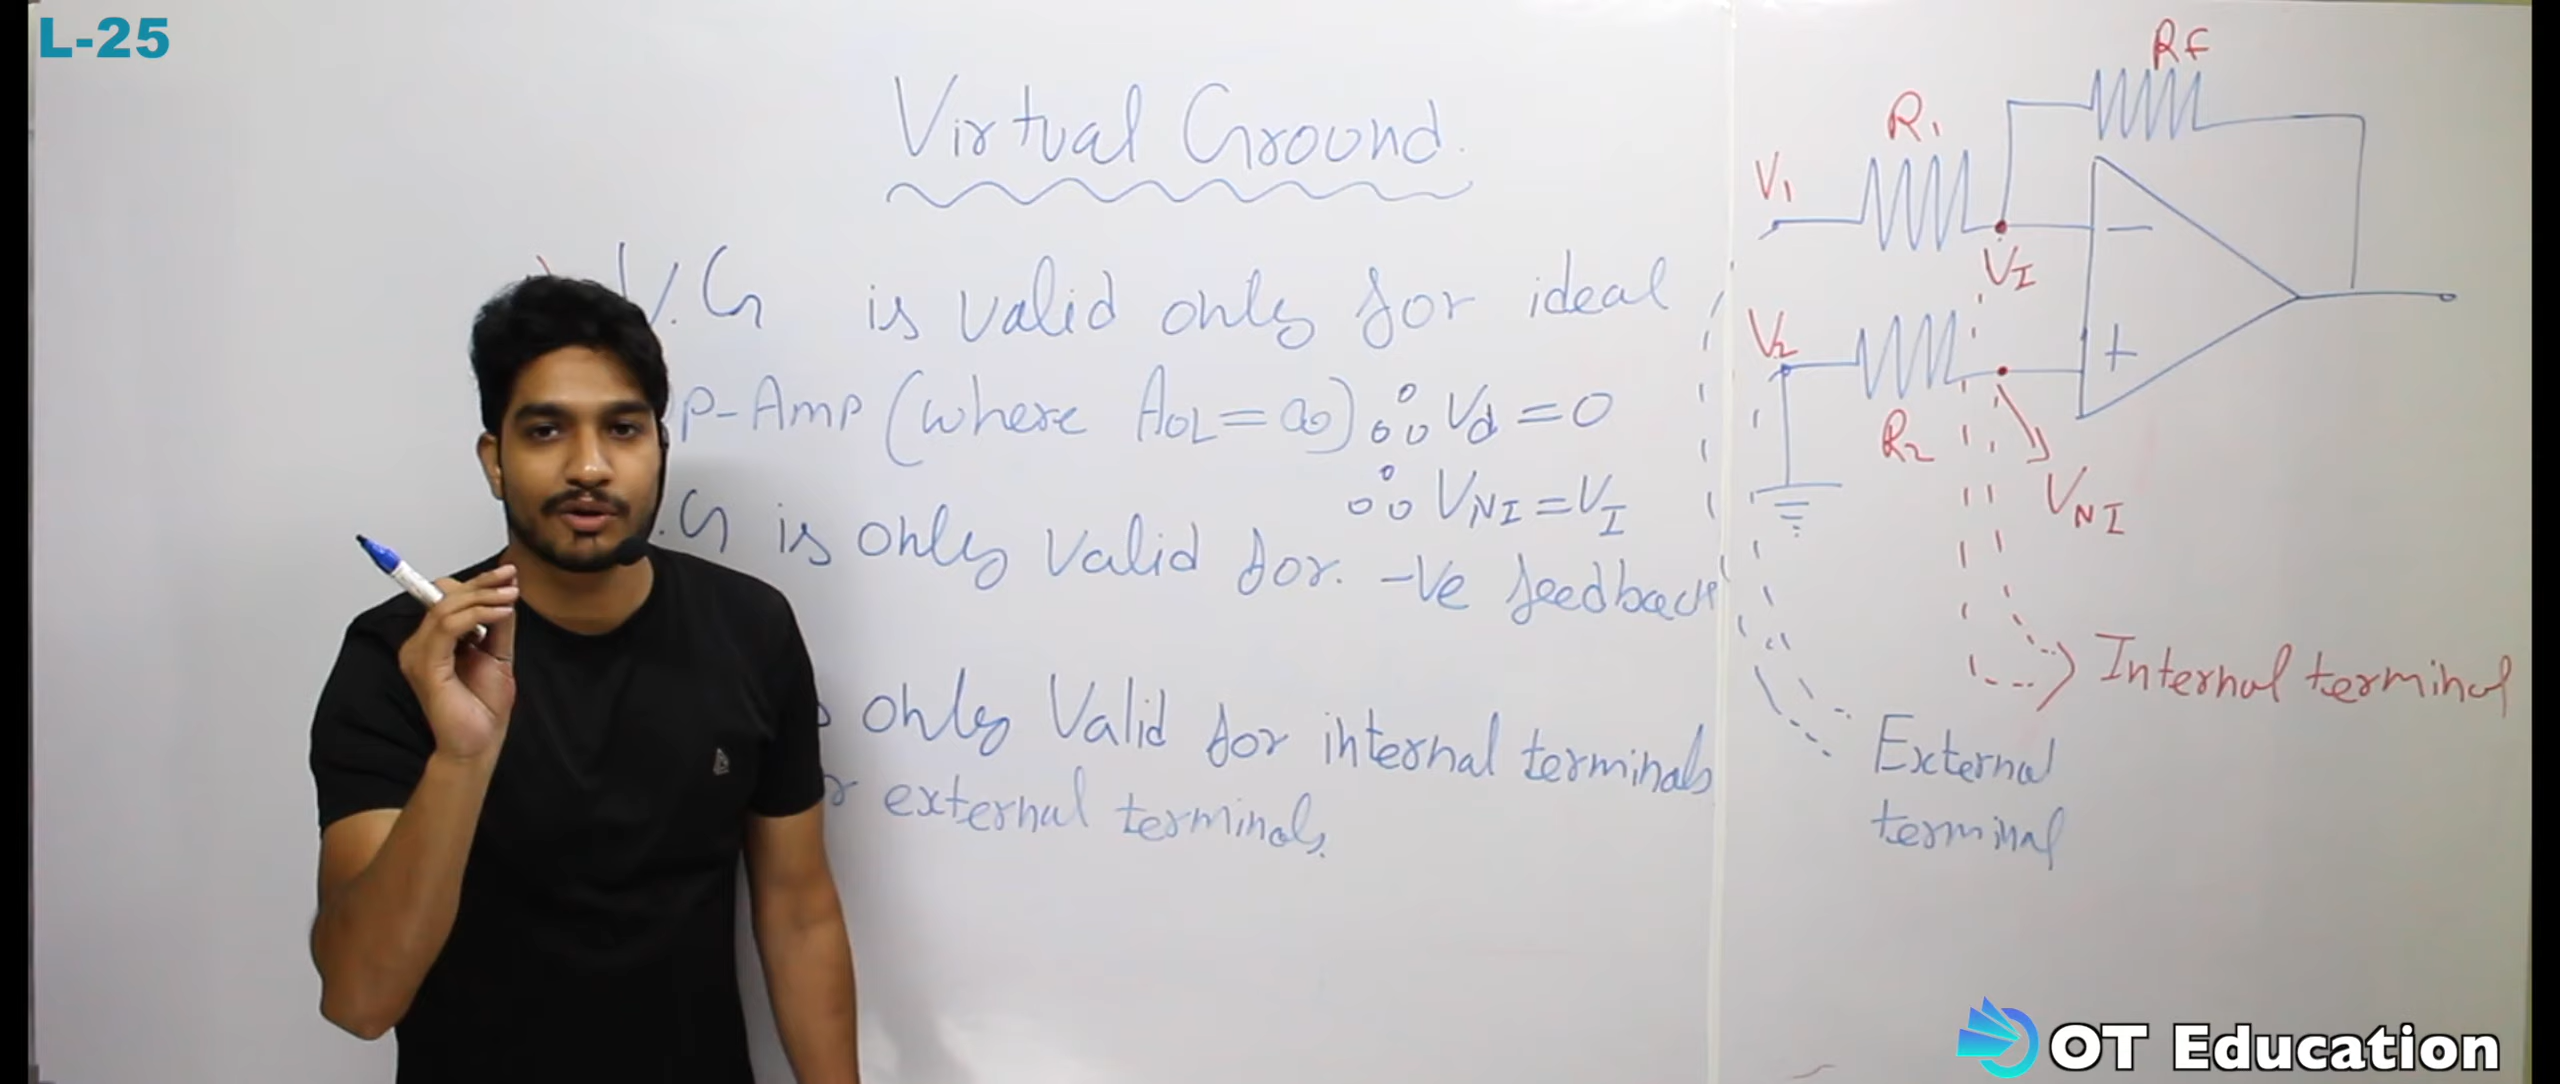 L-25
Virtual Ground.
V.G is valid only for ideal
P-Amp (where AOL = ∞) ∴ Vd = 0
∴ VNI = VI
.G is only Valid for. -Ve feedback
only Valid for internal terminals
external terminals.
RF
R1
V1
VI
V2
R2
VNI
−
+
Internal terminal
External
terminal
OT Education